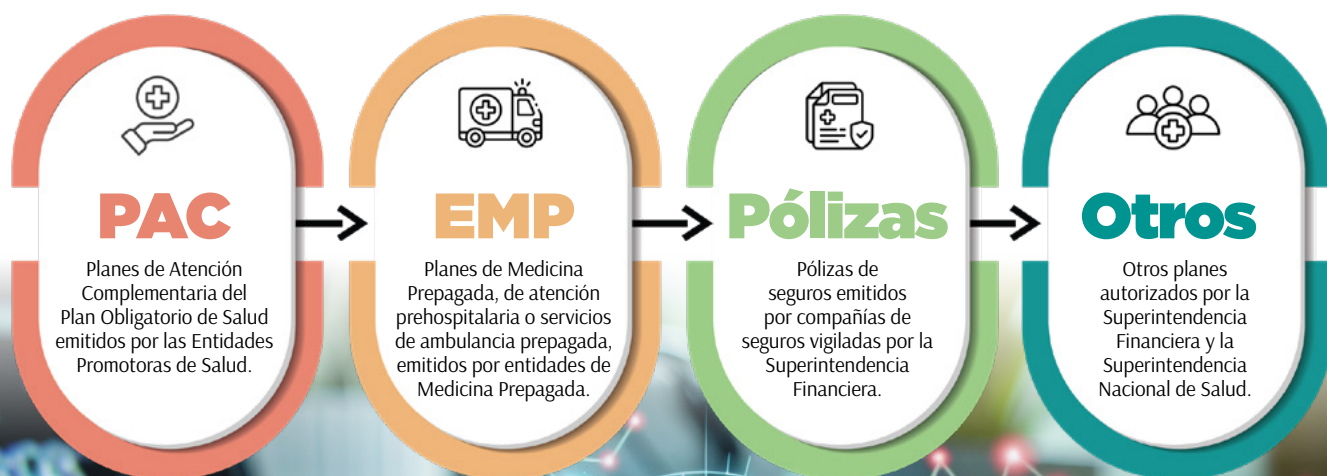 PAC
Planes de Atención
Complementaria del
Plan Obligatorio de Salud
emitidos por las Entidades
Promotoras de Salud.
EMP
Planes de Medicina
Prepagada, de atención
prehospitalaria o servicios
de ambulancia prepagada,
emitidos por entidades de
Medicina Prepagada.
Pólizas
Pólizas de
seguros emitidos
por compañías de
seguros vigiladas por la
Superintendencia
Financiera.
Otros
Otros planes
autorizados por la
Superintendencia
Financiera y la
Superintendencia
Nacional de Salud.